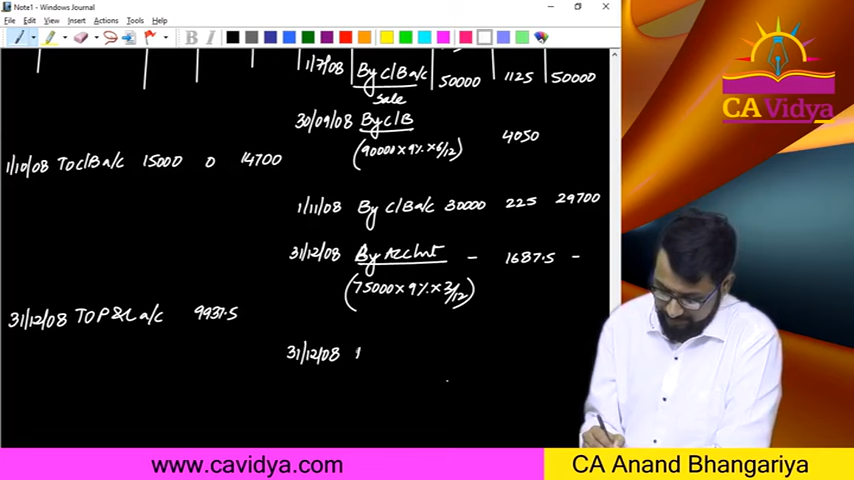 Note1 - Windows Journal
File Edit View Insert Actions Tools Help
B I
CA Vidya
1/7/08 By C/B a/c 50000 1125 50000
sale
30/09/08 By C/B 4050
(90000 x 9% x 6/12)
1/10/08 To C/B a/c 15000 0 14700
1/11/08 By C/B a/c 30000 225 29700
31/12/08 By Acc Int - 1687.5 -
(75000 x 9% x 3/12)
31/12/08 TO P&L a/c 9937.5
31/12/08
www.cavidya.com
CA Anand Bhangariya